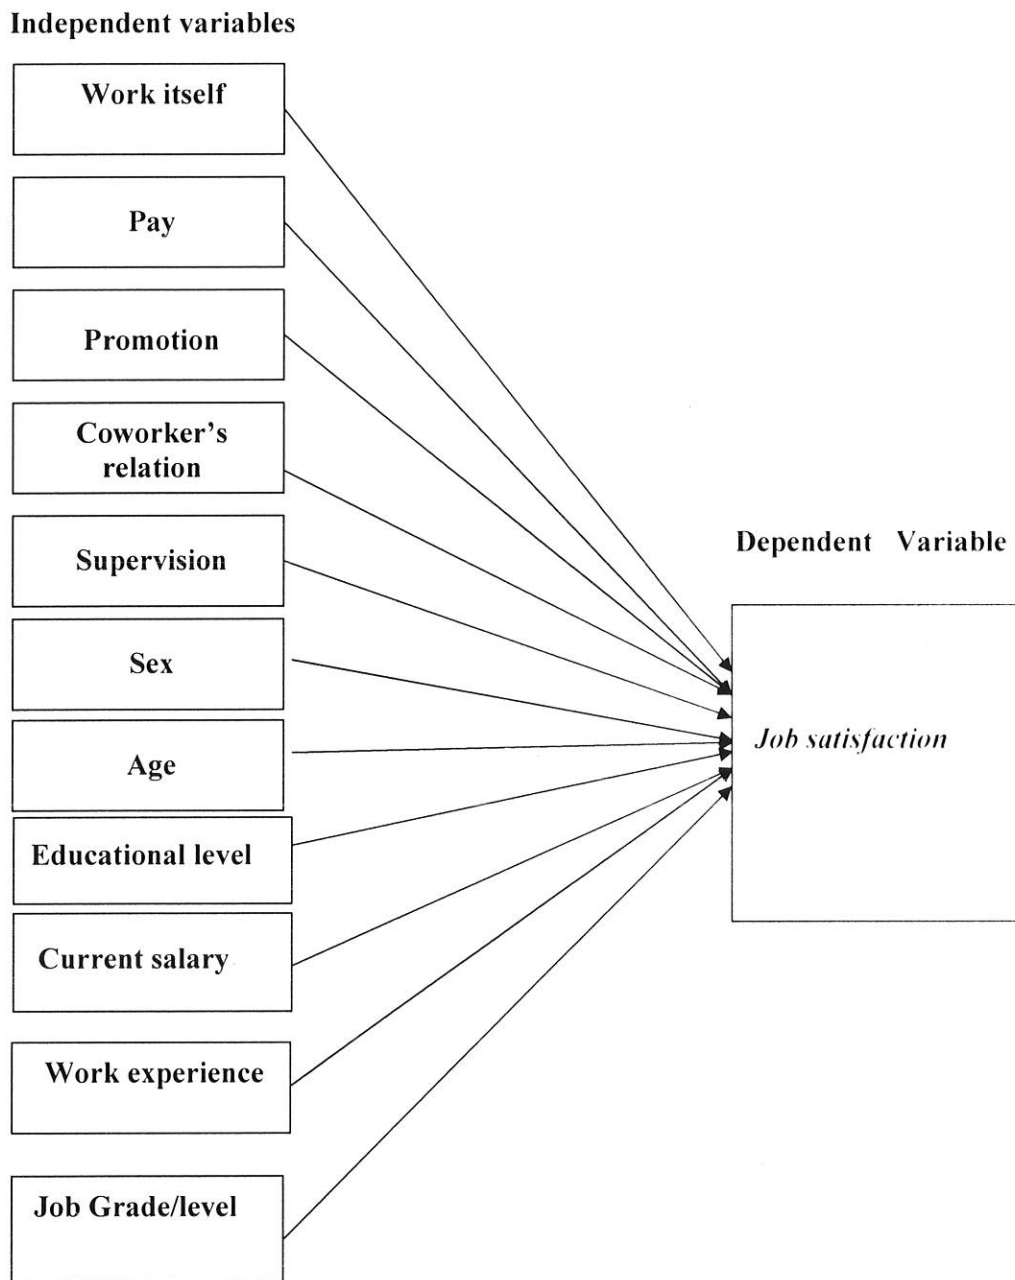 Independent variables
Work itself
Pay
Promotion
Coworker's
relation
Supervision
Sex
Age
Educational level
Current salary
Work experience
Job Grade/level
Dependent Variable
Job satisfaction